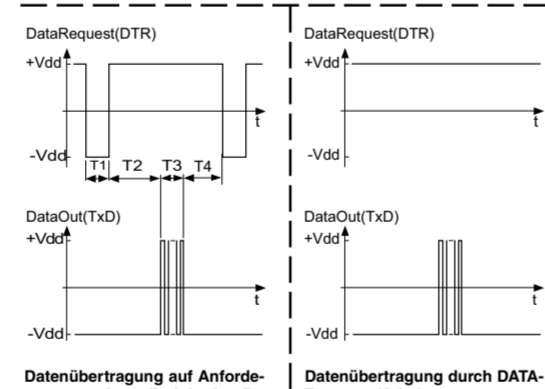 DataRequest(DTR)
+Vdd
t
-Vdd
T1 T2 T3 T4
DataOut(TxD)
+Vdd
t
-Vdd
Datenübertragung auf Anforde-
DataRequest(DTR)
+Vdd
t
-Vdd
DataOut(TxD)
+Vdd
t
-Vdd
Datenübertragung durch DATA-